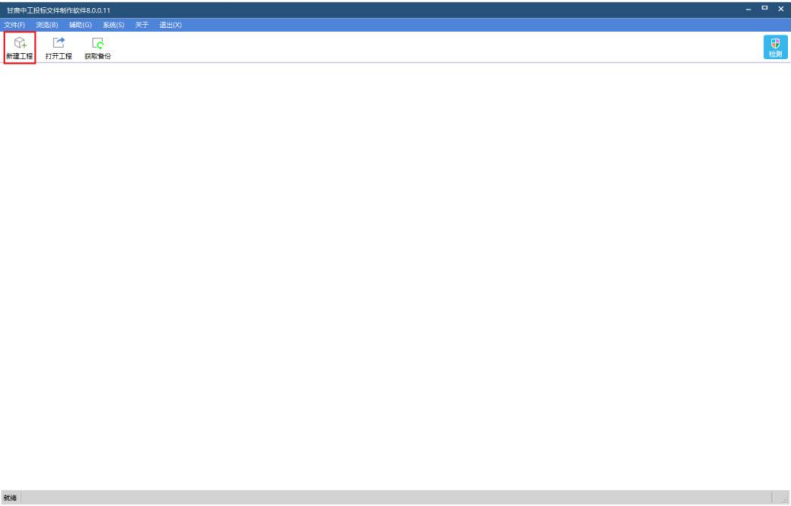 甘肃中工投标文件制作软件8.0.0.11
文件(F) 浏览(B) 辅助(G) 系统(S) 关于 退出(X)
新建工程 打开工程 获取备份 检测
就绪